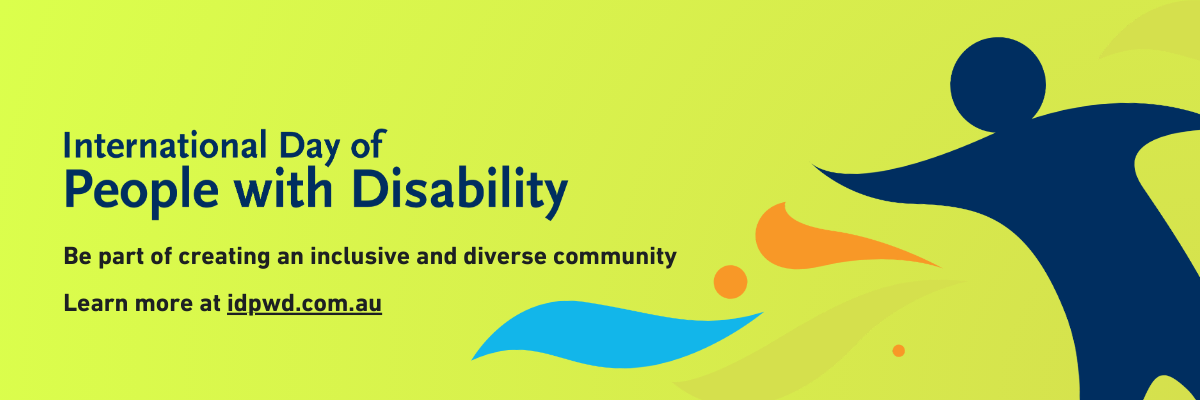 International Day of
People with Disability
Be part of creating an inclusive and diverse community
Learn more at idpwd.com.au